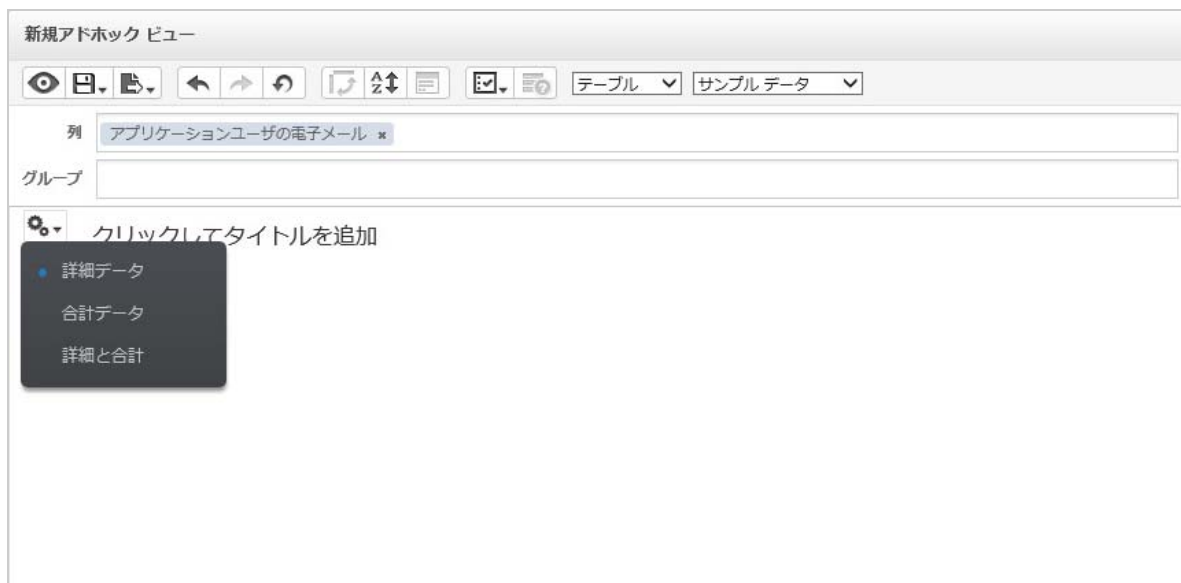 新規アドホック ビュー
テーブル サンプル データ
列 アプリケーションユーザの電子メール ×
グループ
クリックしてタイトルを追加
詳細データ
合計データ
詳細と合計